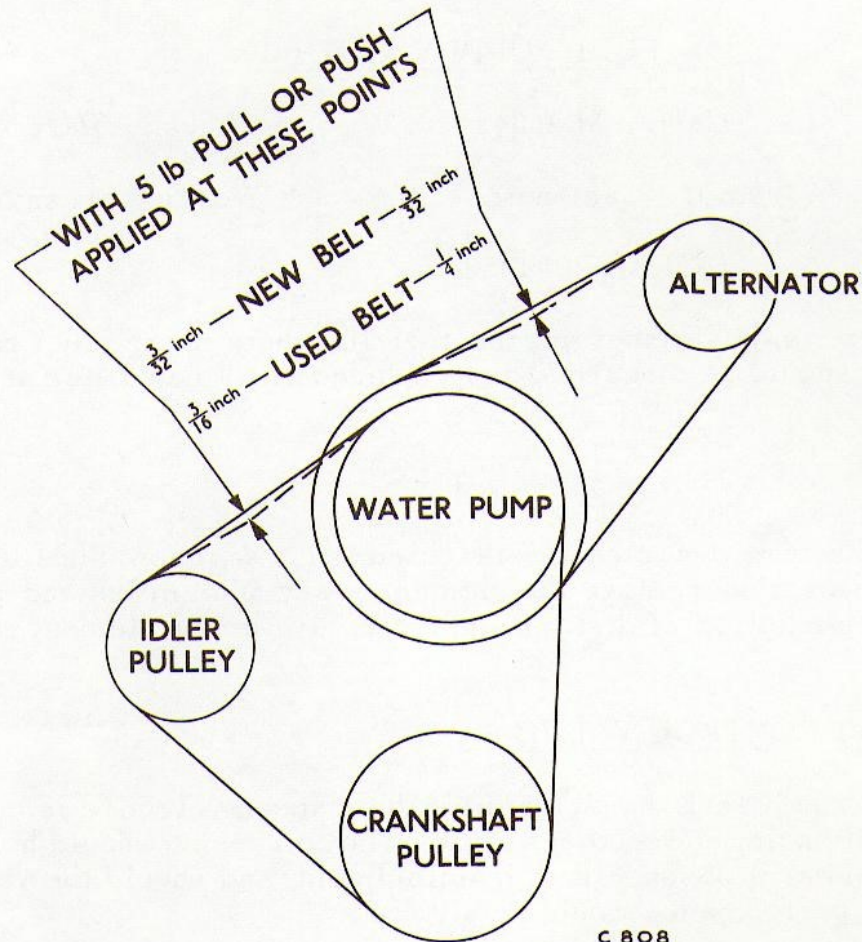 WITH 5 lb PULL OR PUSH
APPLIED AT THESE POINTS
3/32 inch — NEW BELT — 5/32 inch
3/16 inch — USED BELT — 1/4 inch
ALTERNATOR
WATER PUMP
IDLER
PULLEY
CRANKSHAFT
PULLEY
C 808